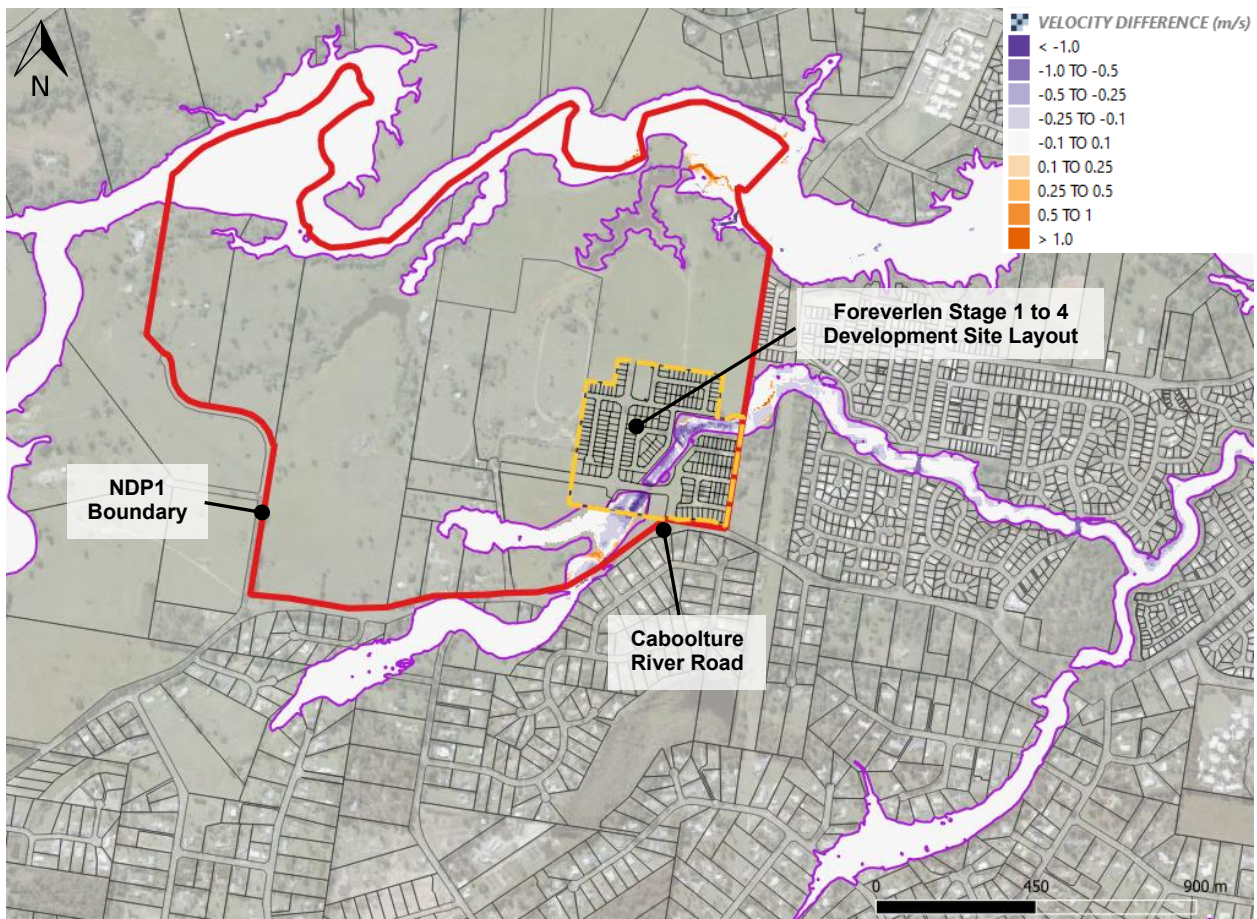 N
VELOCITY DIFFERENCE (m/s)
< -1.0
-1.0 TO -0.5
-0.5 TO -0.25
-0.25 TO -0.1
-0.1 TO 0.1
0.1 TO 0.25
0.25 TO 0.5
0.5 TO 1
> 1.0
Foreverlen Stage 1 to 4
Development Site Layout
NDP1
Boundary
Caboolture
River Road
0 450 900 m